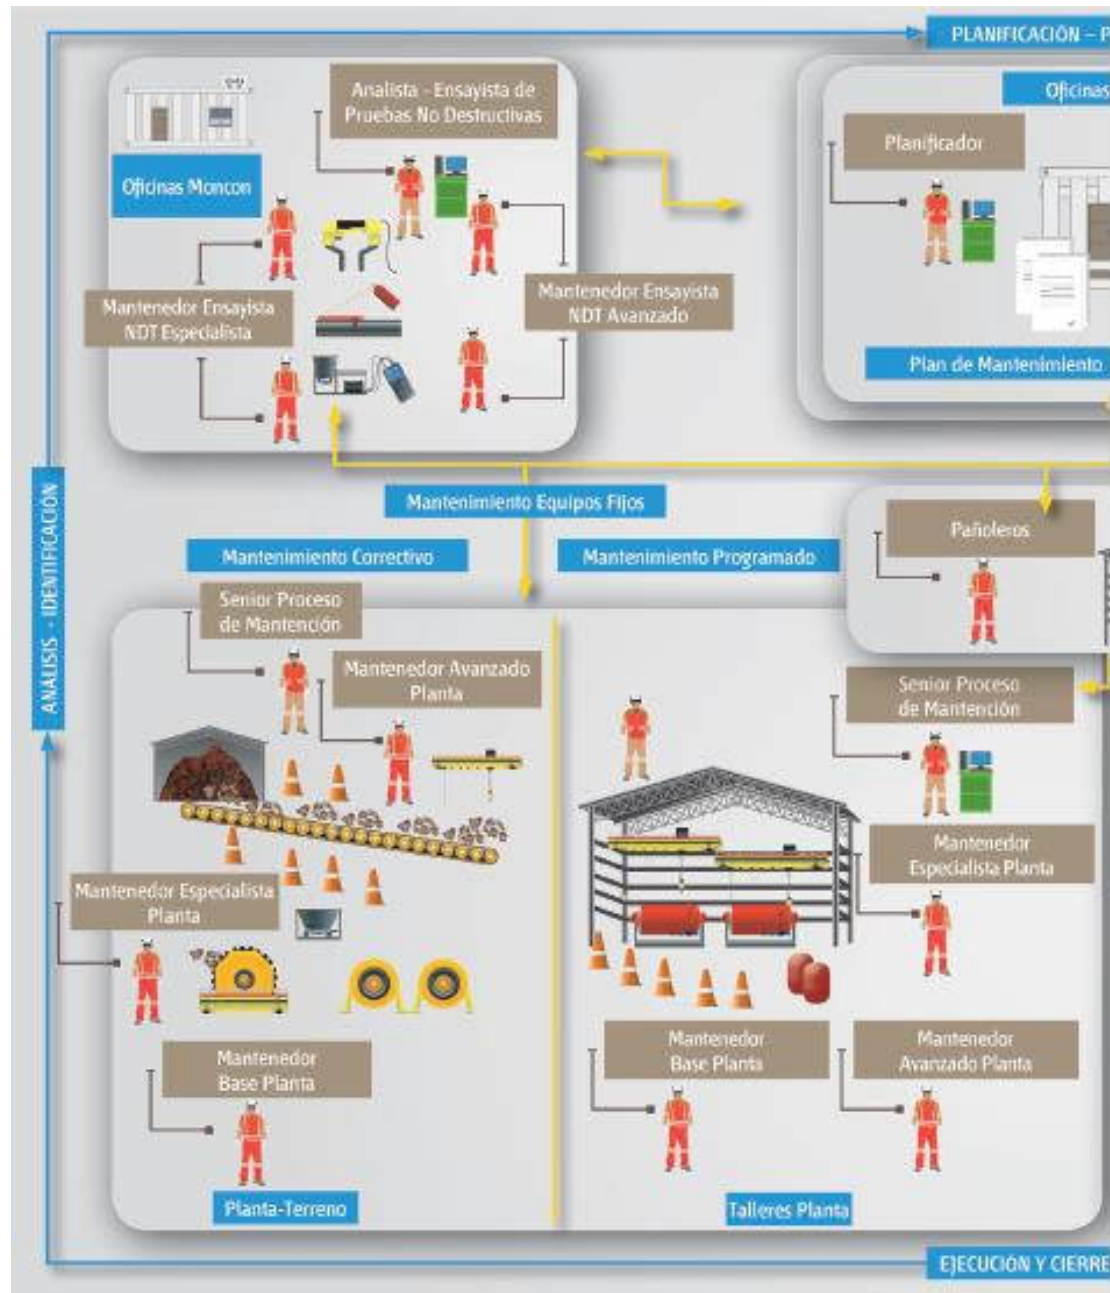 PLANIFICACIÓN – P
Analista - Ensayista de
Pruebas No Destructivas
Oficinas Moncon
Mantenedor Ensayista
NDT Especialista
Mantenedor Ensayista
NDT Avanzado
Oficinas
Planificador
Plan de Mantenimiento
ANALISIS - IDENTIFICACIÓN
Mantenimiento Equipos Fijos
Mantenimiento Correctivo
Mantenimiento Programado
Pañoleros
Senior Proceso
de Mantención
Mantenedor Avanzado
Planta
Mantenedor Especialista
Planta
Mantenedor
Base Planta
Planta-Terreno
Senior Proceso
de Mantención
Mantenedor
Especialista Planta
Mantenedor
Base Planta
Mantenedor
Avanzado Planta
Talleres Planta
EJECUCIÓN Y CIERRE